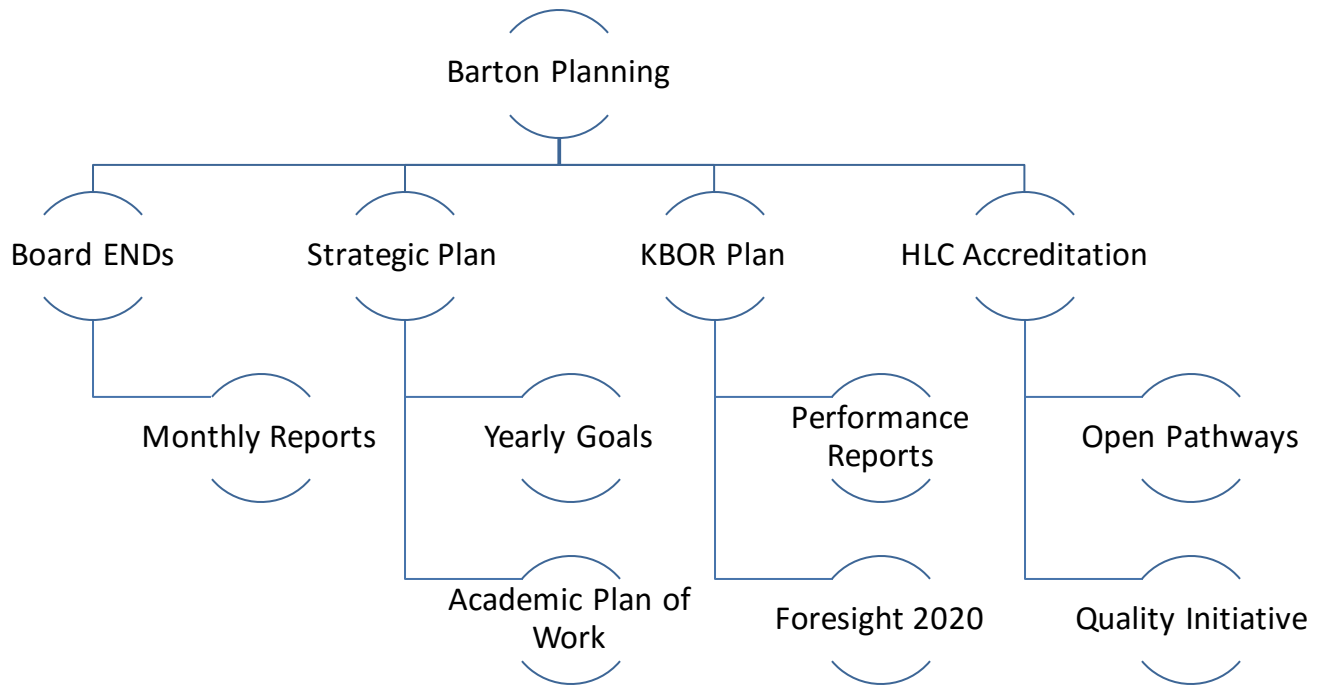 Barton Planning
Board ENDs
Strategic Plan
KBOR Plan
HLC Accreditation
Monthly Reports
Yearly Goals
Performance
Reports
Open Pathways
Academic Plan of
Work
Foresight 2020
Quality Initiative